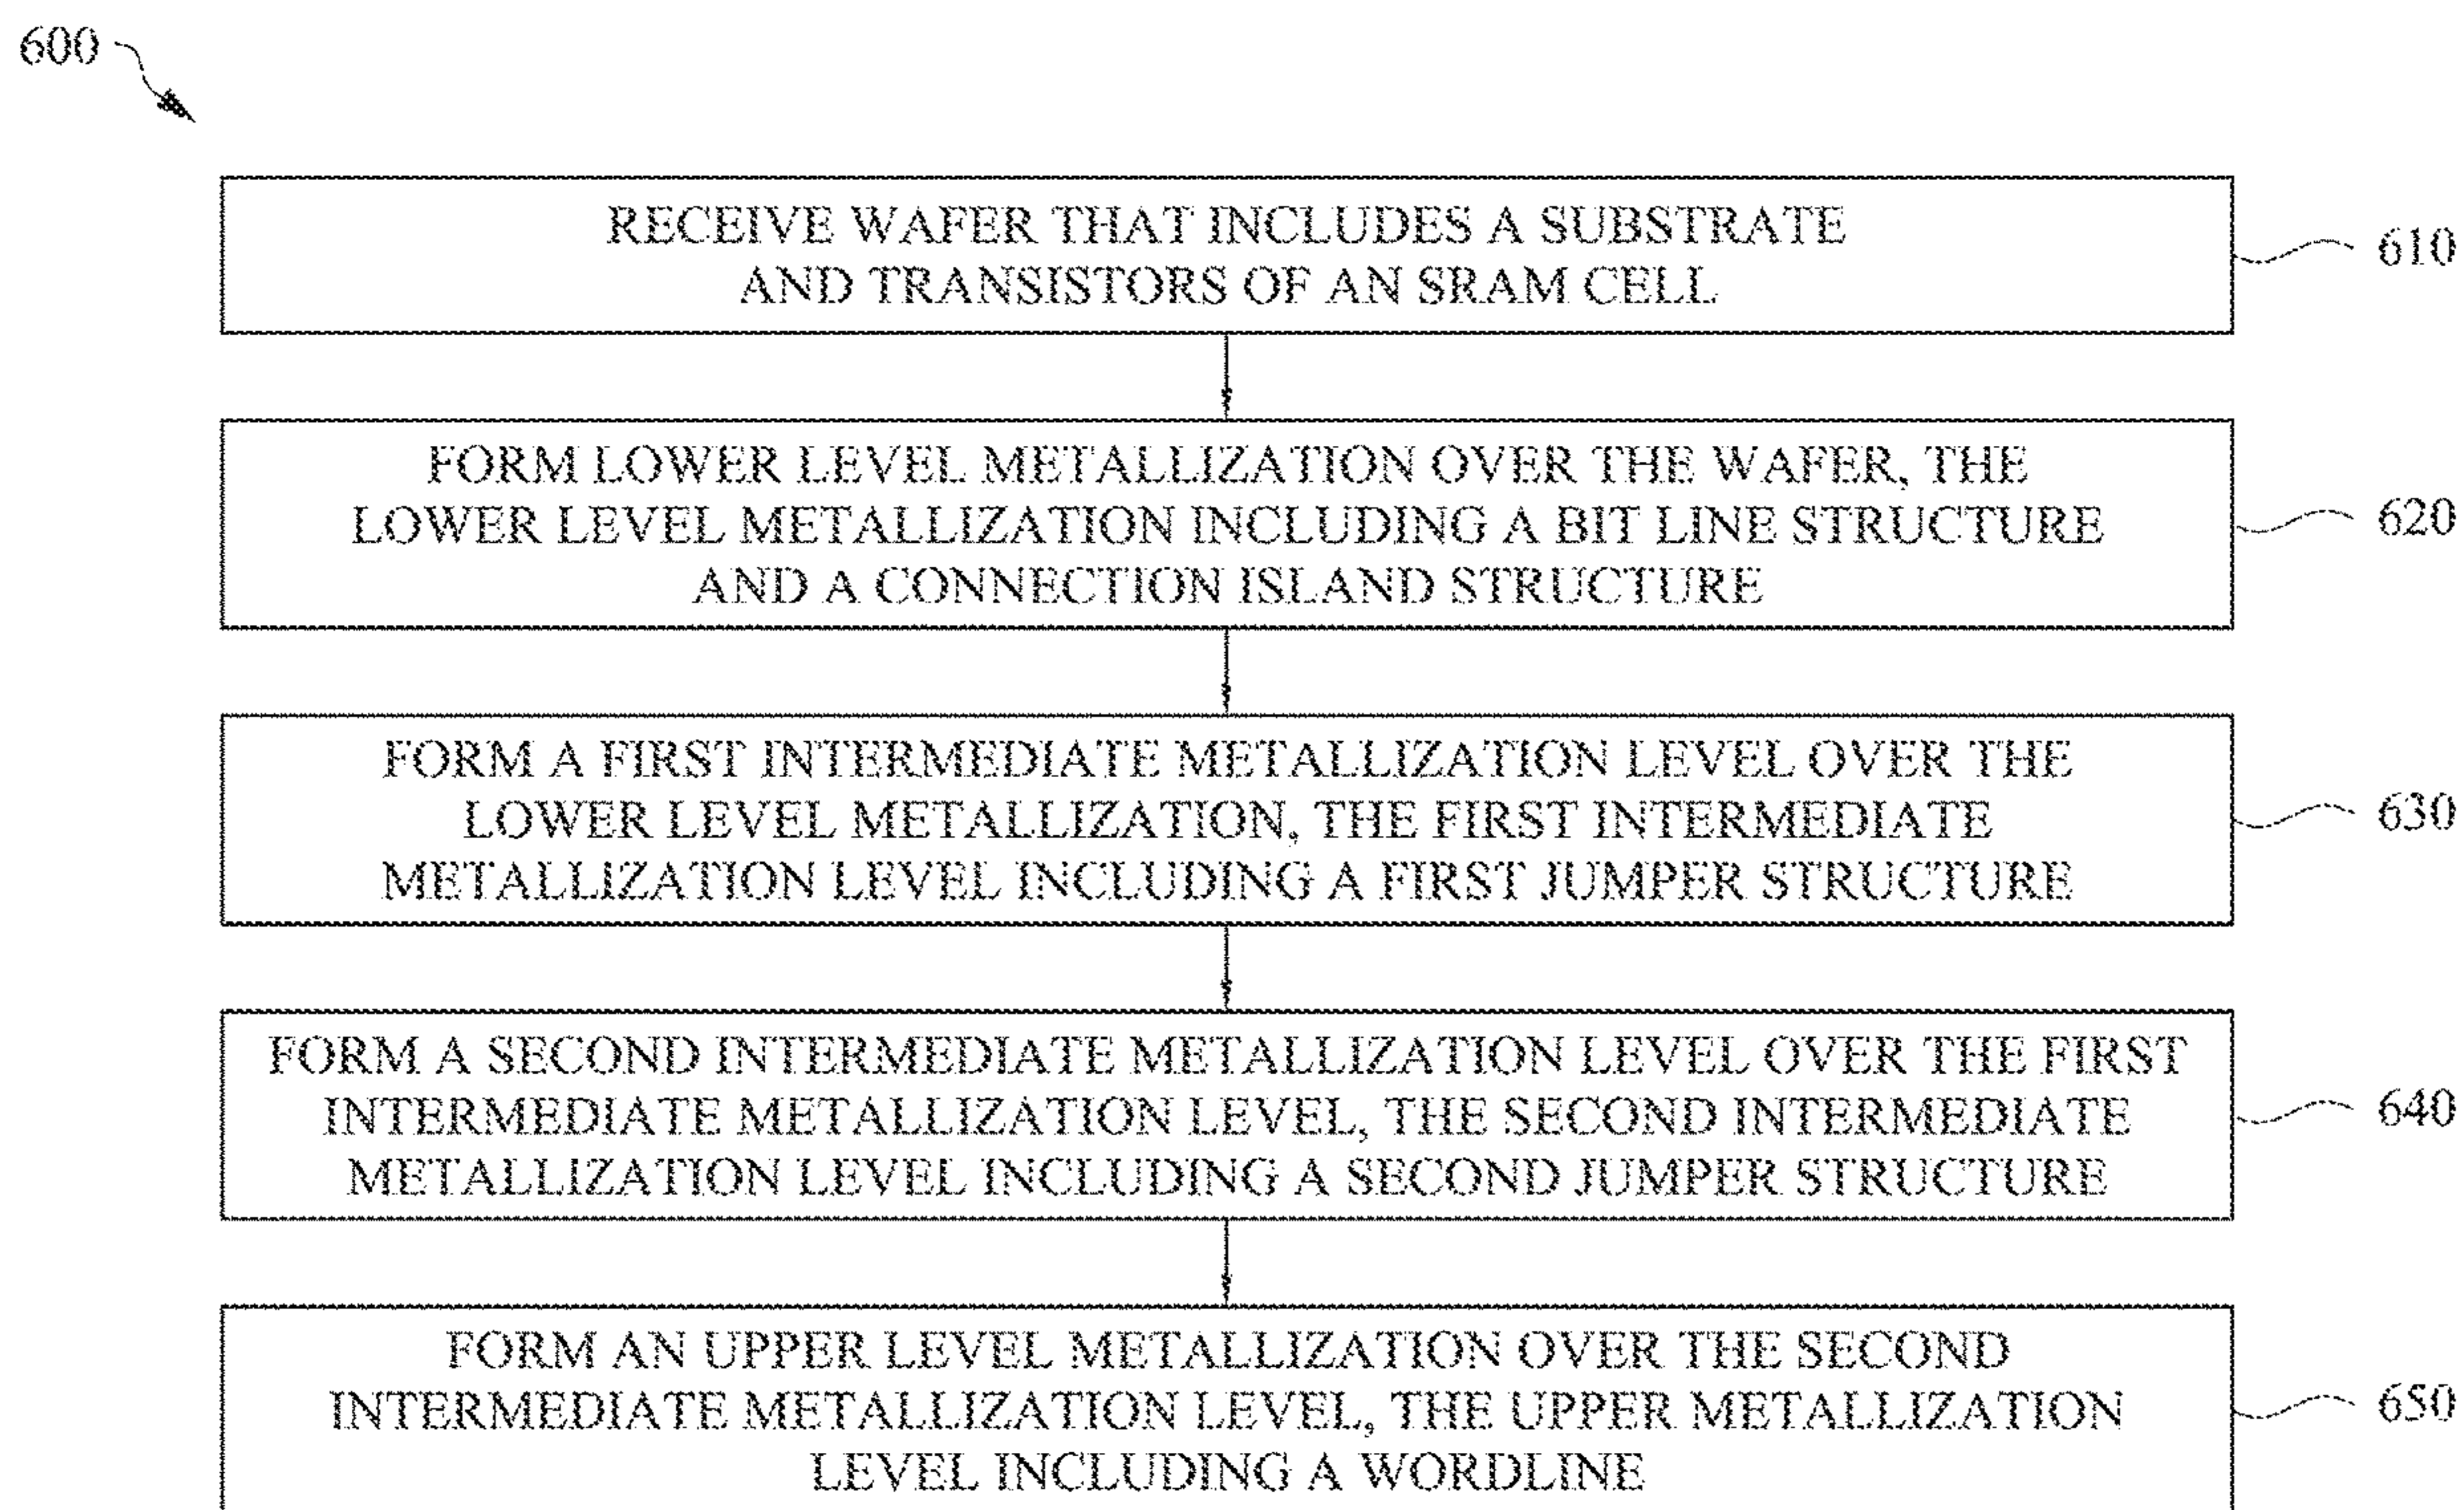 600
RECEIVE WAFER THAT INCLUDES A SUBSTRATE
AND TRANSISTORS OF AN SRAM CELL
610
FORM LOWER LEVEL METALLIZATION OVER THE WAFER, THE
LOWER LEVEL METALLIZATION INCLUDING A BIT LINE STRUCTURE
AND A CONNECTION ISLAND STRUCTURE
620
FORM A FIRST INTERMEDIATE METALLIZATION LEVEL OVER THE
LOWER LEVEL METALLIZATION, THE FIRST INTERMEDIATE
METALLIZATION LEVEL INCLUDING A FIRST JUMPER STRUCTURE
630
FORM A SECOND INTERMEDIATE METALLIZATION LEVEL OVER THE FIRST
INTERMEDIATE METALLIZATION LEVEL, THE SECOND INTERMEDIATE
METALLIZATION LEVEL INCLUDING A SECOND JUMPER STRUCTURE
640
FORM AN UPPER LEVEL METALLIZATION OVER THE SECOND
INTERMEDIATE METALLIZATION LEVEL, THE UPPER METALLIZATION
LEVEL INCLUDING A WORDLINE
650